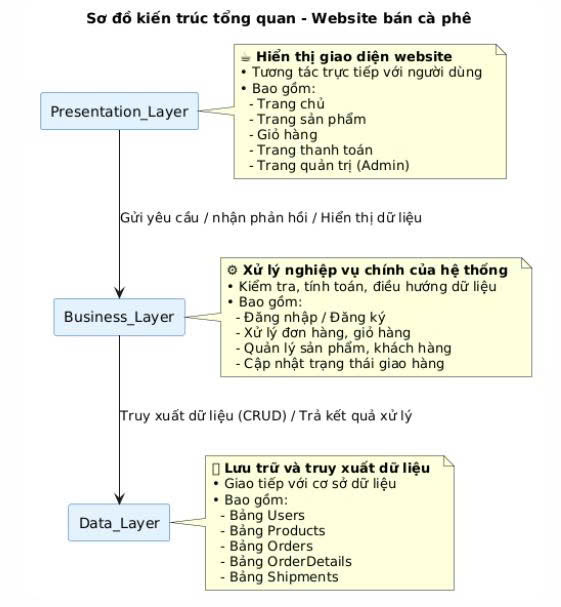 Sơ đồ kiến trúc tổng quan - Website bán cà phê
☕ Hiển thị giao diện website
• Tương tác trực tiếp với người dùng
• Bao gồm:
- Trang chủ
- Trang sản phẩm
- Giỏ hàng
- Trang thanh toán
- Trang quản trị (Admin)
Presentation_Layer
Gửi yêu cầu / nhận phản hồi / Hiển thị dữ liệu
⚙ Xử lý nghiệp vụ chính của hệ thống
• Kiểm tra, tính toán, điều hướng dữ liệu
• Bao gồm:
- Đăng nhập / Đăng ký
- Xử lý đơn hàng, giỏ hàng
- Quản lý sản phẩm, khách hàng
- Cập nhật trạng thái giao hàng
Business_Layer
Truy xuất dữ liệu (CRUD) / Trả kết quả xử lý
Lưu trữ và truy xuất dữ liệu
• Giao tiếp với cơ sở dữ liệu
• Bao gồm:
- Bảng Users
- Bảng Products
- Bảng Orders
- Bảng OrderDetails
- Bảng Shipments
Data_Layer